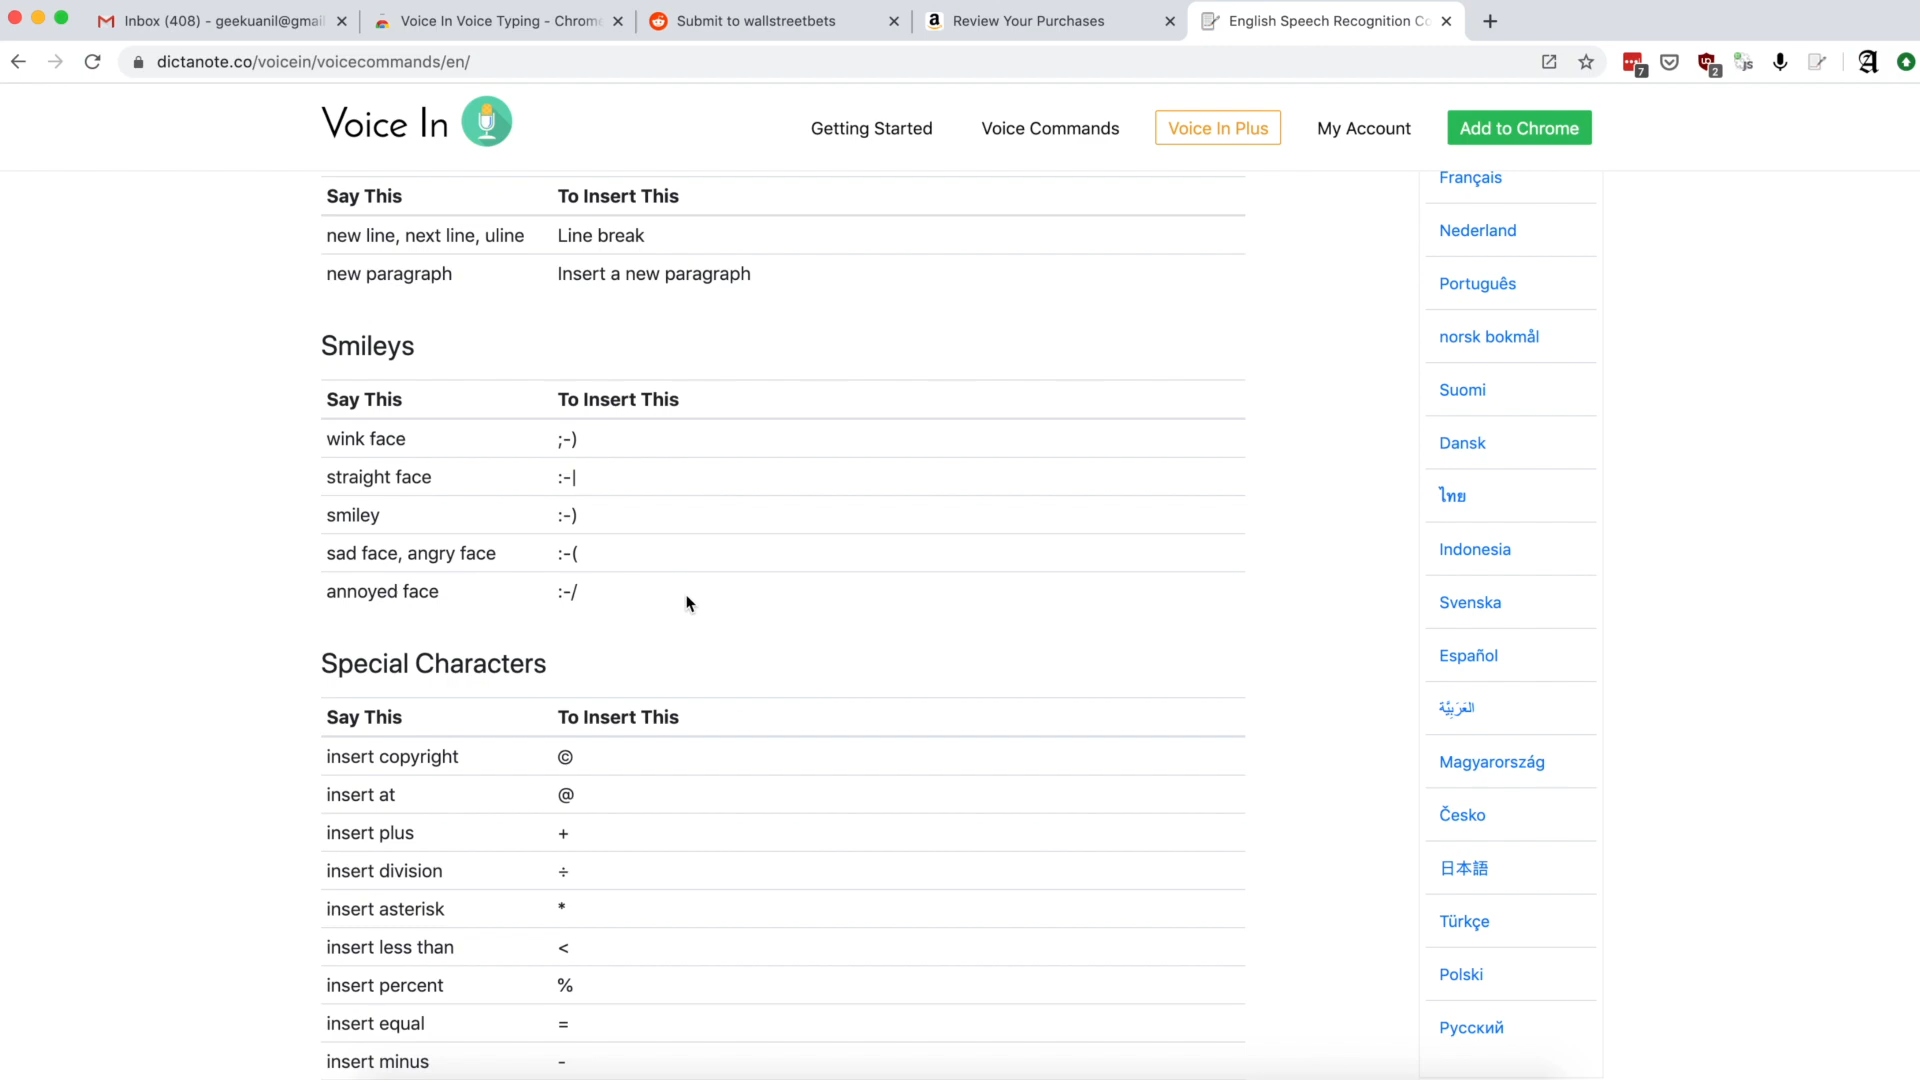 Inbox (408) - geekuanil@gmail
Voice In Voice Typing - Chrome
Submit to wallstreetbets
Review Your Purchases
English Speech Recognition Co
dictanote.co/voicein/voicecommands/en/
7
2
js
Voice In
Getting Started
Voice Commands
Voice In Plus
My Account
Add to Chrome
Say This To Insert This
new line, next line, uline Line break
new paragraph Insert a new paragraph
Smileys
Say This To Insert This
wink face ;-)
straight face :-|
smiley :-)
sad face, angry face :-(
annoyed face :-/
Special Characters
Say This To Insert This
insert copyright ©
insert at @
insert plus +
insert division ÷
insert asterisk *
insert less than <
insert percent %
insert equal =
insert minus -
Français
Nederland
Português
norsk bokmål
Suomi
Dansk
ไทย
Indonesia
Svenska
Español
العَرَبِيَّة
Magyarország
Česko
日本語
Türkçe
Polski
Русский